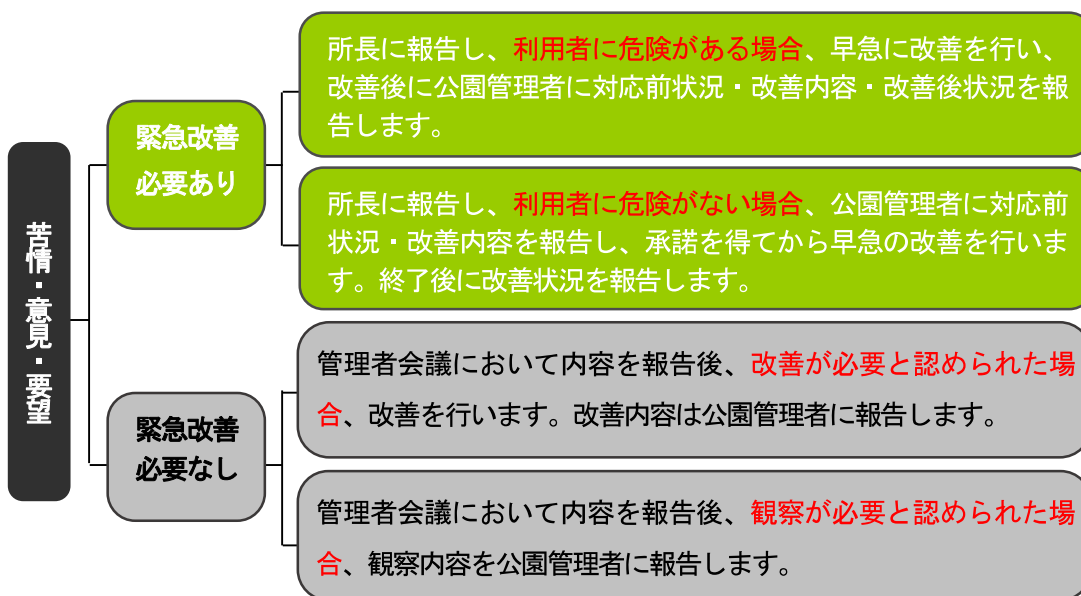 苦情・意見・要望
緊急改善
必要あり
所長に報告し、利用者に危険がある場合、早急に改善を行い、
改善後に公園管理者に対応前状況・改善内容・改善後状況を報
告します。
所長に報告し、利用者に危険がない場合、公園管理者に対応前
状況・改善内容を報告し、承諾を得てから早急の改善を行いま
す。終了後に改善状況を報告します。
緊急改善
必要なし
管理者会議において内容を報告後、改善が必要と認められた場
合、改善を行います。改善内容は公園管理者に報告します。
管理者会議において内容を報告後、観察が必要と認められた場
合、観察内容を公園管理者に報告します。